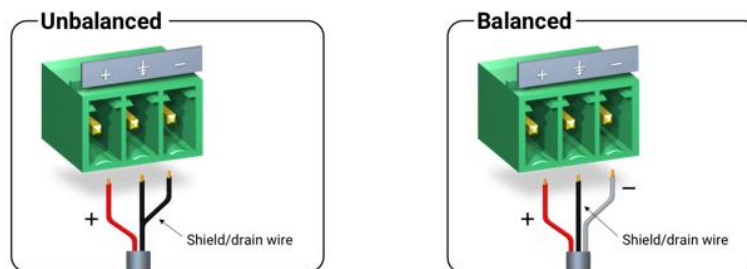 Unbalanced
+ ⏚ −
+
Shield/drain wire
Balanced
+ ⏚ −
+
−
Shield/drain wire